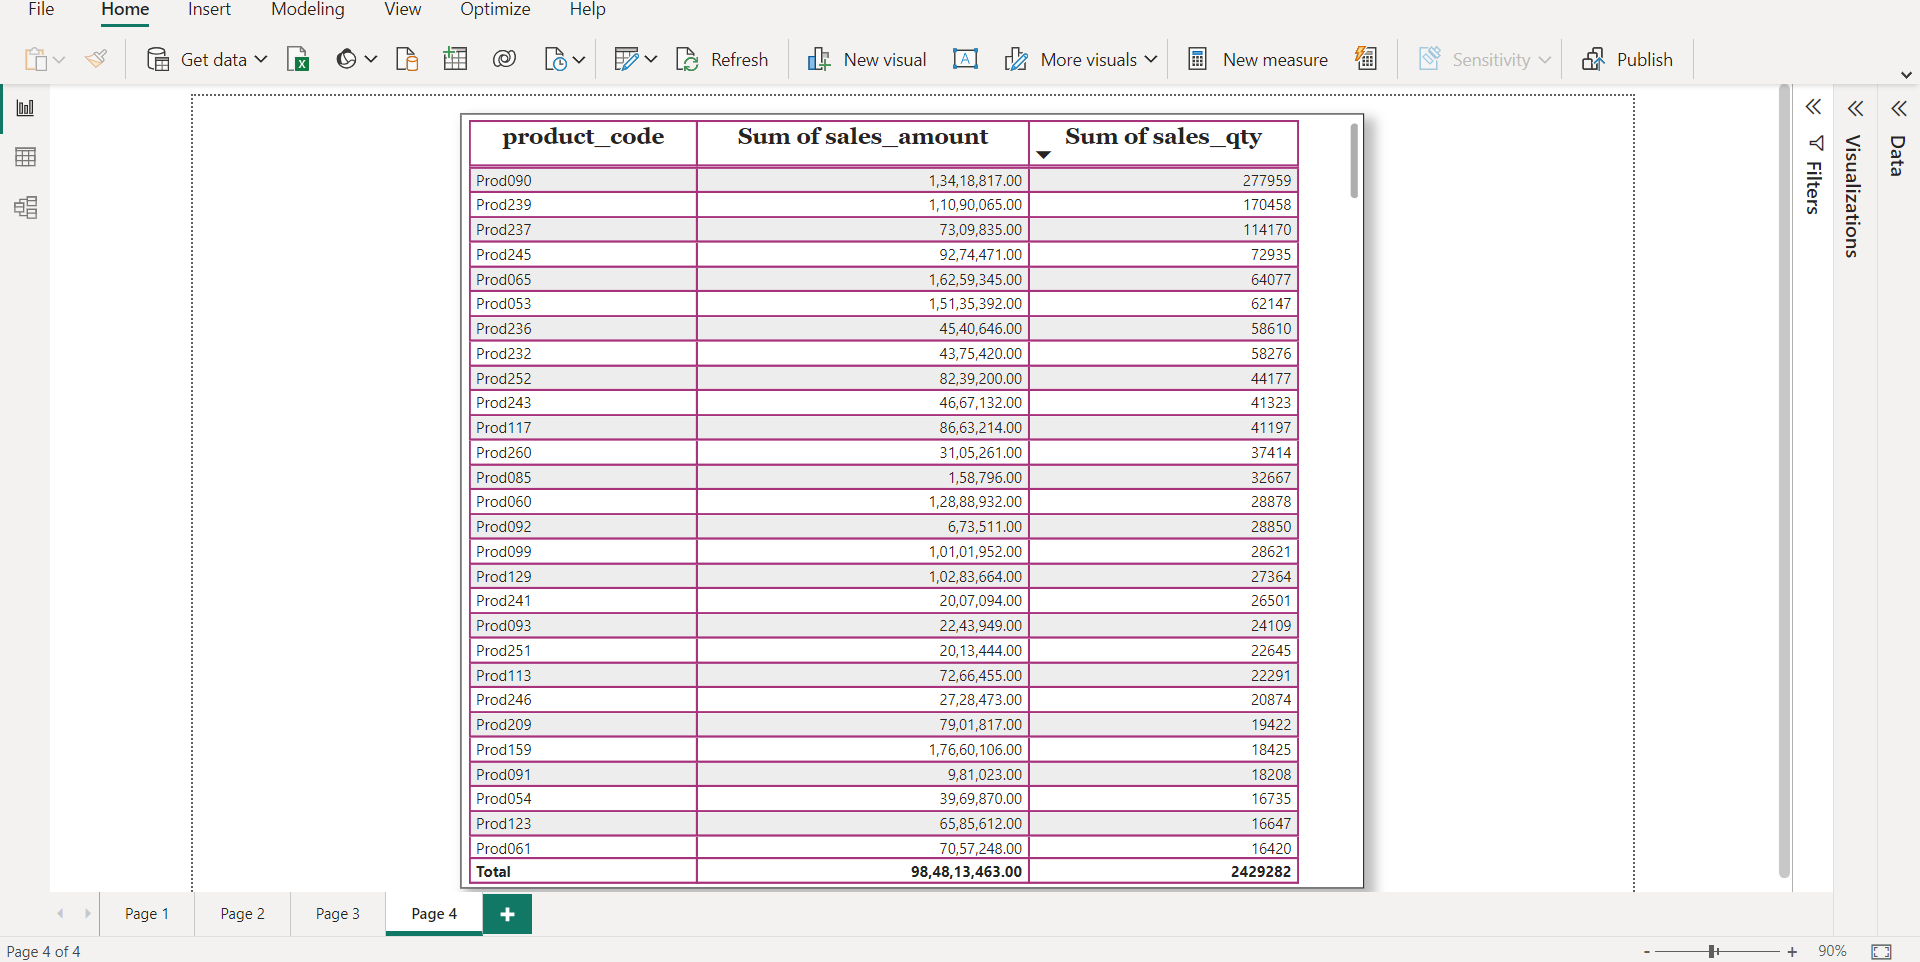 File Home Insert Modeling View Optimize Help
Get data Refresh New visual More visuals New measure Sensitivity Publish
product_code Sum of sales_amount Sum of sales_qty
Prod090 1,34,18,817.00 277959
Prod239 1,10,90,065.00 170458
Prod237 73,09,835.00 114170
Prod245 92,74,471.00 72935
Prod065 1,62,59,345.00 64077
Prod053 1,51,35,392.00 62147
Prod236 45,40,646.00 58610
Prod232 43,75,420.00 58276
Prod252 82,39,200.00 44177
Prod243 46,67,132.00 41323
Prod117 86,63,214.00 41197
Prod260 31,05,261.00 37414
Prod085 1,58,796.00 32667
Prod060 1,28,88,932.00 28878
Prod092 6,73,511.00 28850
Prod099 1,01,01,952.00 28621
Prod129 1,02,83,664.00 27364
Prod241 20,07,094.00 26501
Prod093 22,43,949.00 24109
Prod251 20,13,444.00 22645
Prod113 72,66,455.00 22291
Prod246 27,28,473.00 20874
Prod209 79,01,817.00 19422
Prod159 1,76,60,106.00 18425
Prod091 9,81,023.00 18208
Prod054 39,69,870.00 16735
Prod123 65,85,612.00 16647
Prod061 70,57,248.00 16420
Total 98,48,13,463.00 2429282
Filters
Visualizations
Data
Page 1 Page 2 Page 3 Page 4 +
Page 4 of 4 - + 90%